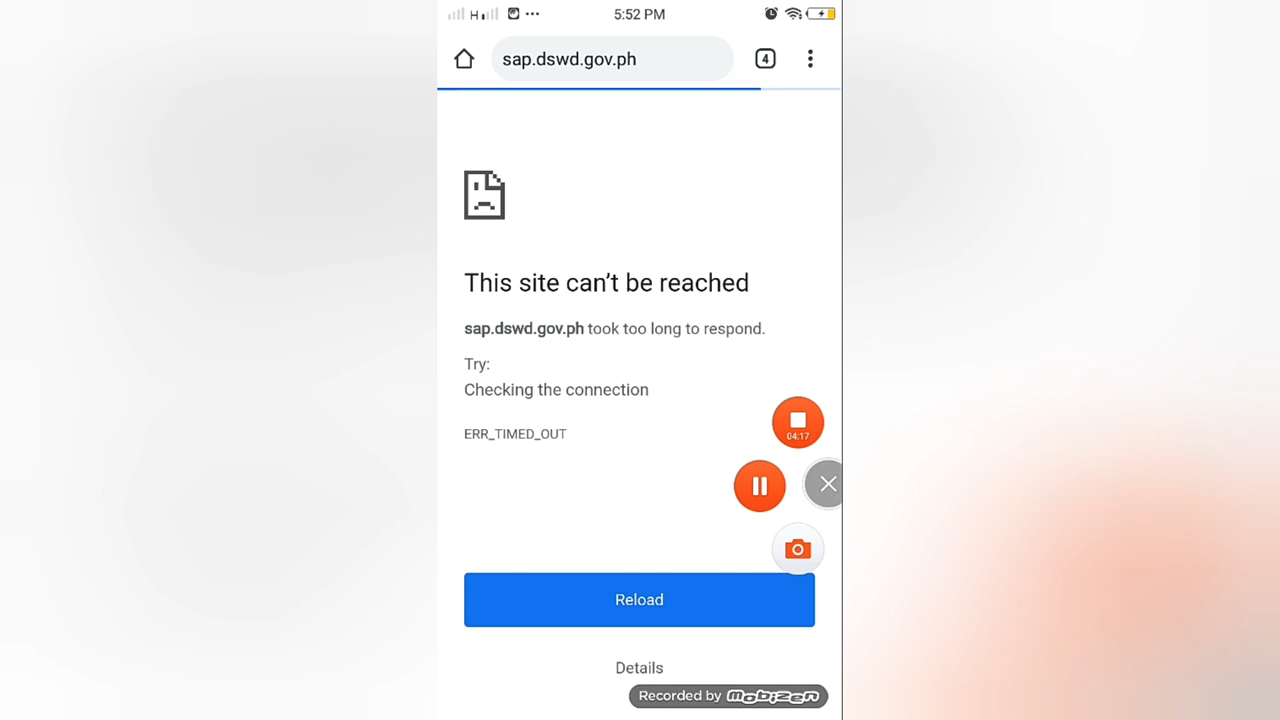 H 5:52 PM
sap.dswd.gov.ph 4
This site can’t be reached
sap.dswd.gov.ph took too long to respond.
Try:
Checking the connection
ERR_TIMED_OUT
04:17
Reload
Details
Recorded by mobizen